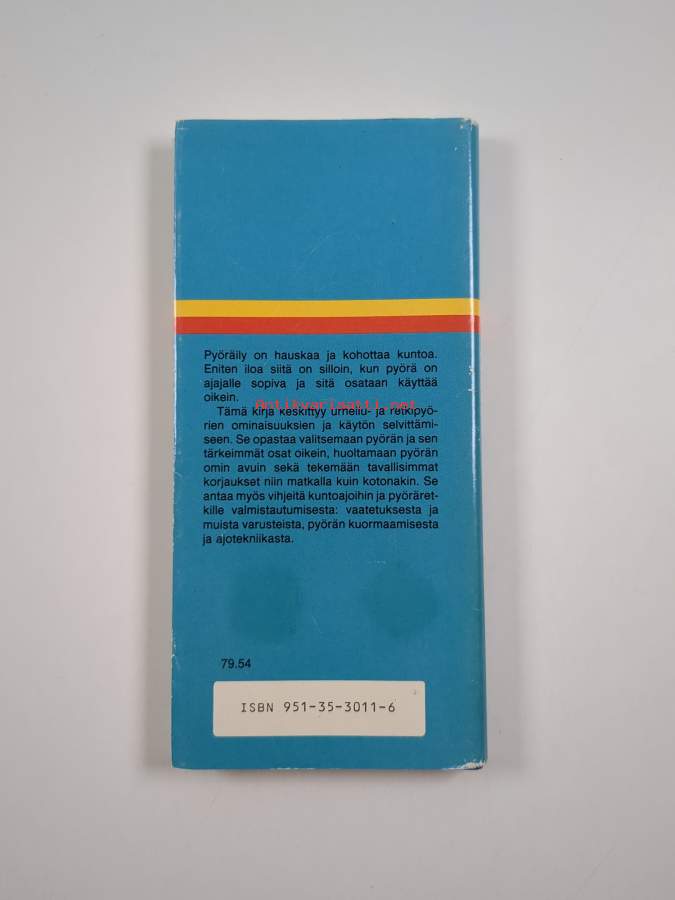 Pyöräily on hauskaa ja kohottaa kuntoa.
Eniten iloa siitä on silloin, kun pyörä on
ajajalle sopiva ja sitä osataan käyttää
oikein.
Antikvariaatti.net
Tämä kirja keskittyy urheilu- ja retkipyö-
rien ominaisuuksien ja käytön selvittämi-
seen. Se opastaa valitsemaan pyörän ja sen
tärkeimmät osat oikein, huoltamaan pyörän
omin avuin sekä tekemään tavallisimmat
korjaukset niin matkalla kuin kotonakin. Se
antaa myös vihjeitä kuntoajoihin ja pyöräret-
kille valmistautumisesta: vaatetuksesta ja
muista varusteista, pyörän kuormaamisesta
ja ajotekniikasta.
79.54
ISBN 951-35-3011-6